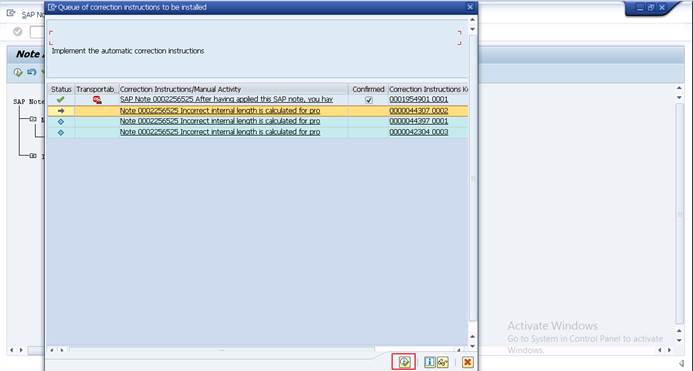 Queue of correction instructions to be installed
SAP No
Implement the automatic correction instructions
Note
Status Transportab_ Correction Instructions/Manual Activity Confirmed Correction Instructions K
SAP Note 0002256525 After having applied this SAP note, you hav 0001954901 0001
SAP Note
Note 0002256525 Incorrect internal length is calculated for pro 0000044307 0002
Note 0002256525 Incorrect internal length is calculated for pro 0000044397 0001
Note 0002256525 Incorrect internal length is calculated for pro 0000042304 0003
Activate Windows
Go to System in Control Panel to activate
Windows.